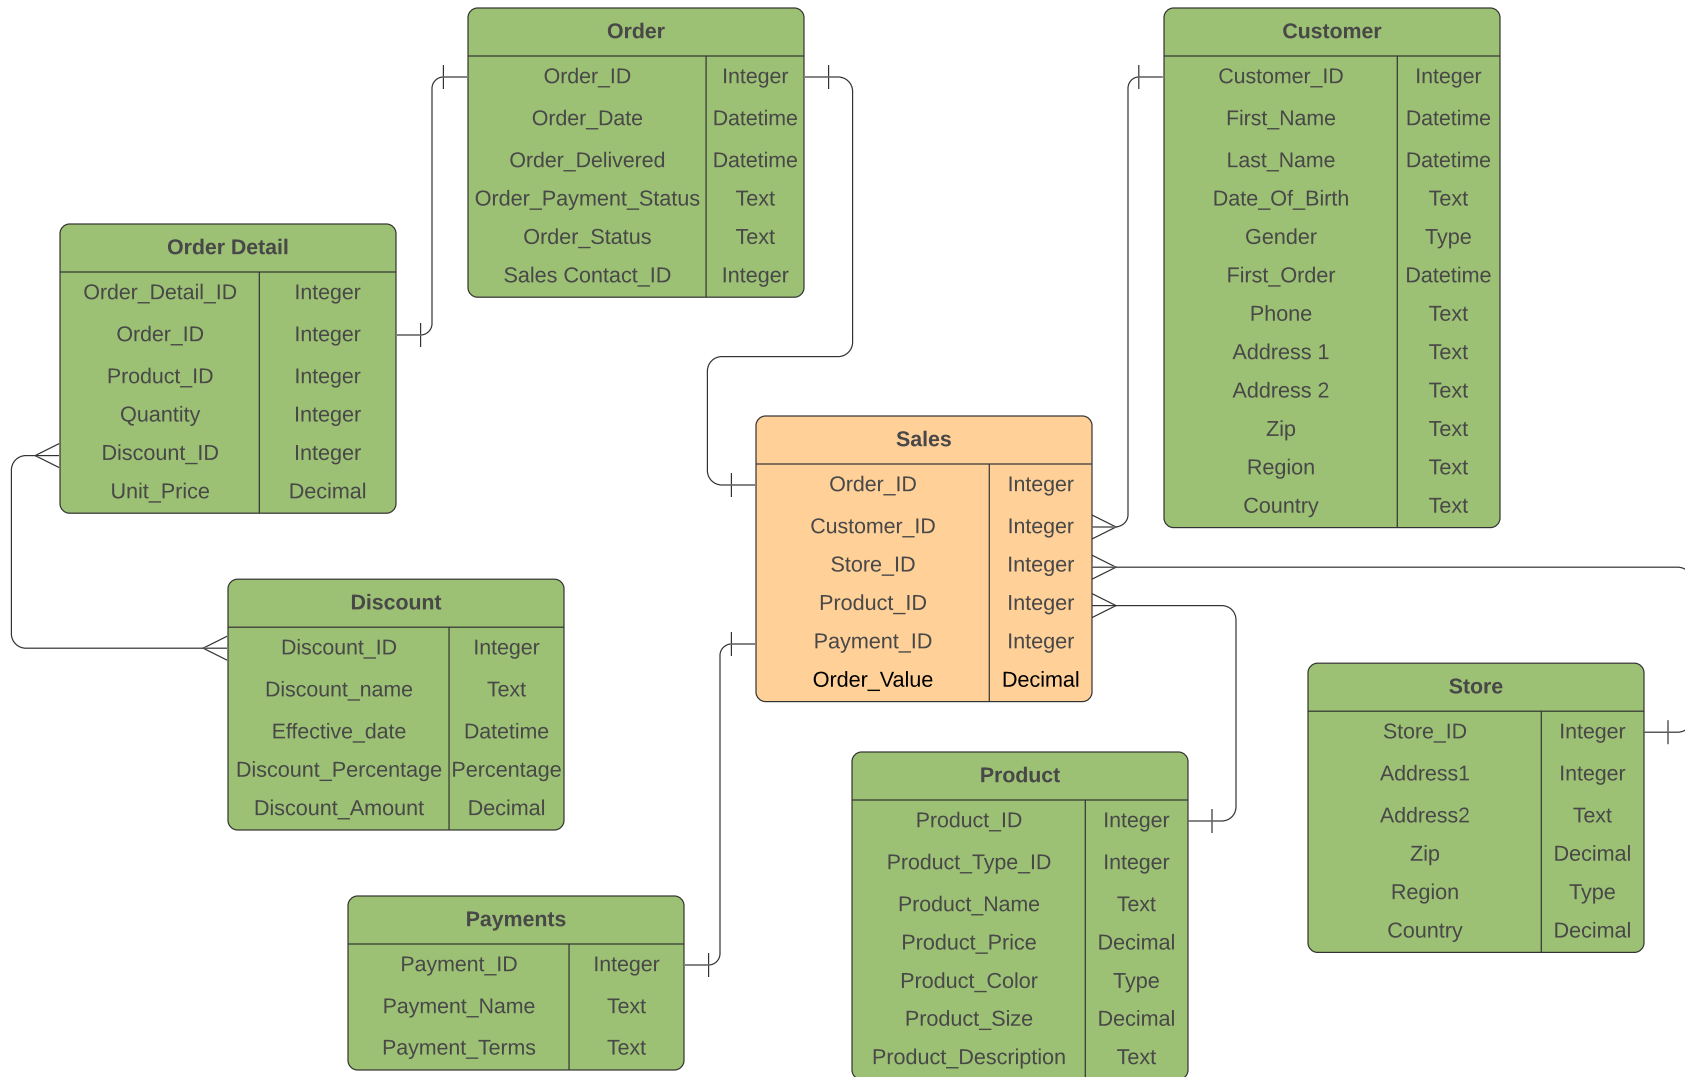 Order
Order_ID Integer
Order_Date Datetime
Order_Delivered Datetime
Order_Payment_Status Text
Order_Status Text
Sales Contact_ID Integer
Customer
Customer_ID Integer
First_Name Datetime
Last_Name Datetime
Date_Of_Birth Text
Gender Type
First_Order Datetime
Phone Text
Address 1 Text
Address 2 Text
Zip Text
Region Text
Country Text
Order Detail
Order_Detail_ID Integer
Order_ID Integer
Product_ID Integer
Quantity Integer
Discount_ID Integer
Unit_Price Decimal
Sales
Order_ID Integer
Customer_ID Integer
Store_ID Integer
Product_ID Integer
Payment_ID Integer
Order_Value Decimal
Discount
Discount_ID Integer
Discount_name Text
Effective_date Datetime
Discount_Percentage Percentage
Discount_Amount Decimal
Store
Store_ID Integer
Address1 Integer
Address2 Text
Zip Decimal
Region Type
Country Decimal
Product
Product_ID Integer
Product_Type_ID Integer
Product_Name Text
Product_Price Decimal
Product_Color Type
Product_Size Decimal
Product_Description Text
Payments
Payment_ID Integer
Payment_Name Text
Payment_Terms Text